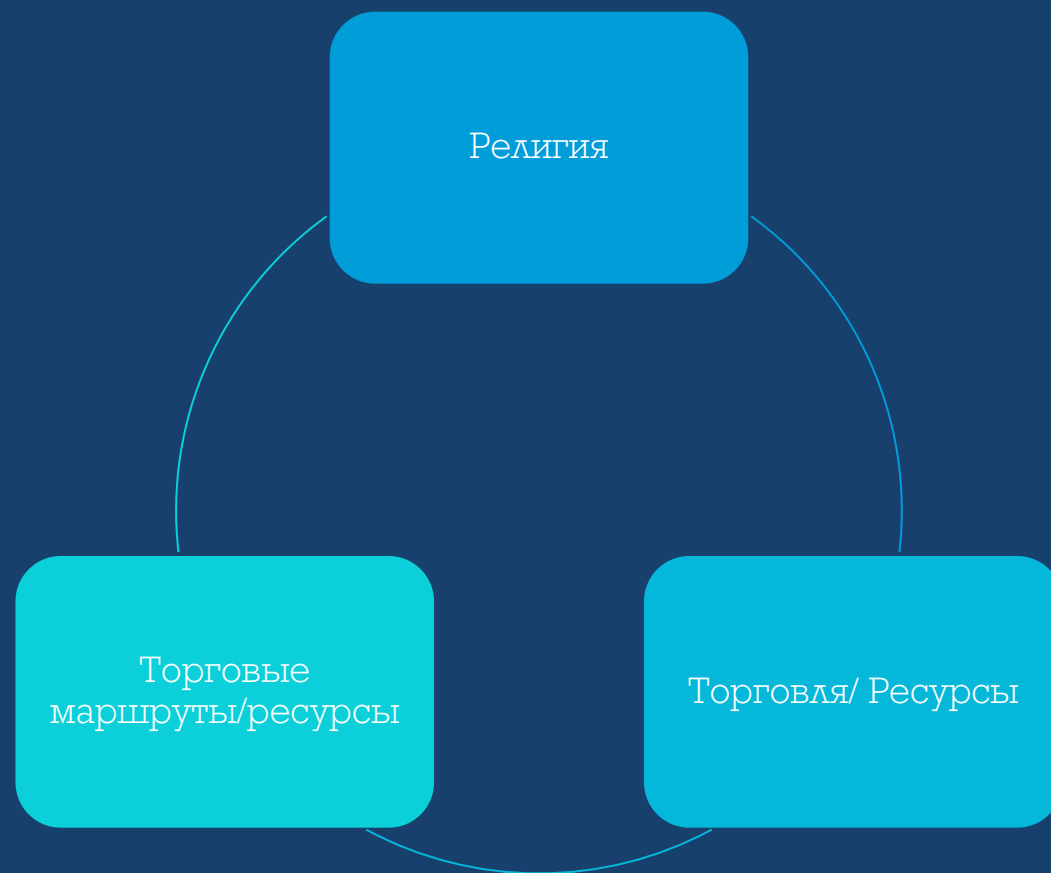 Религия
Торговые
маршруты/ресурсы
Торговля/ Ресурсы